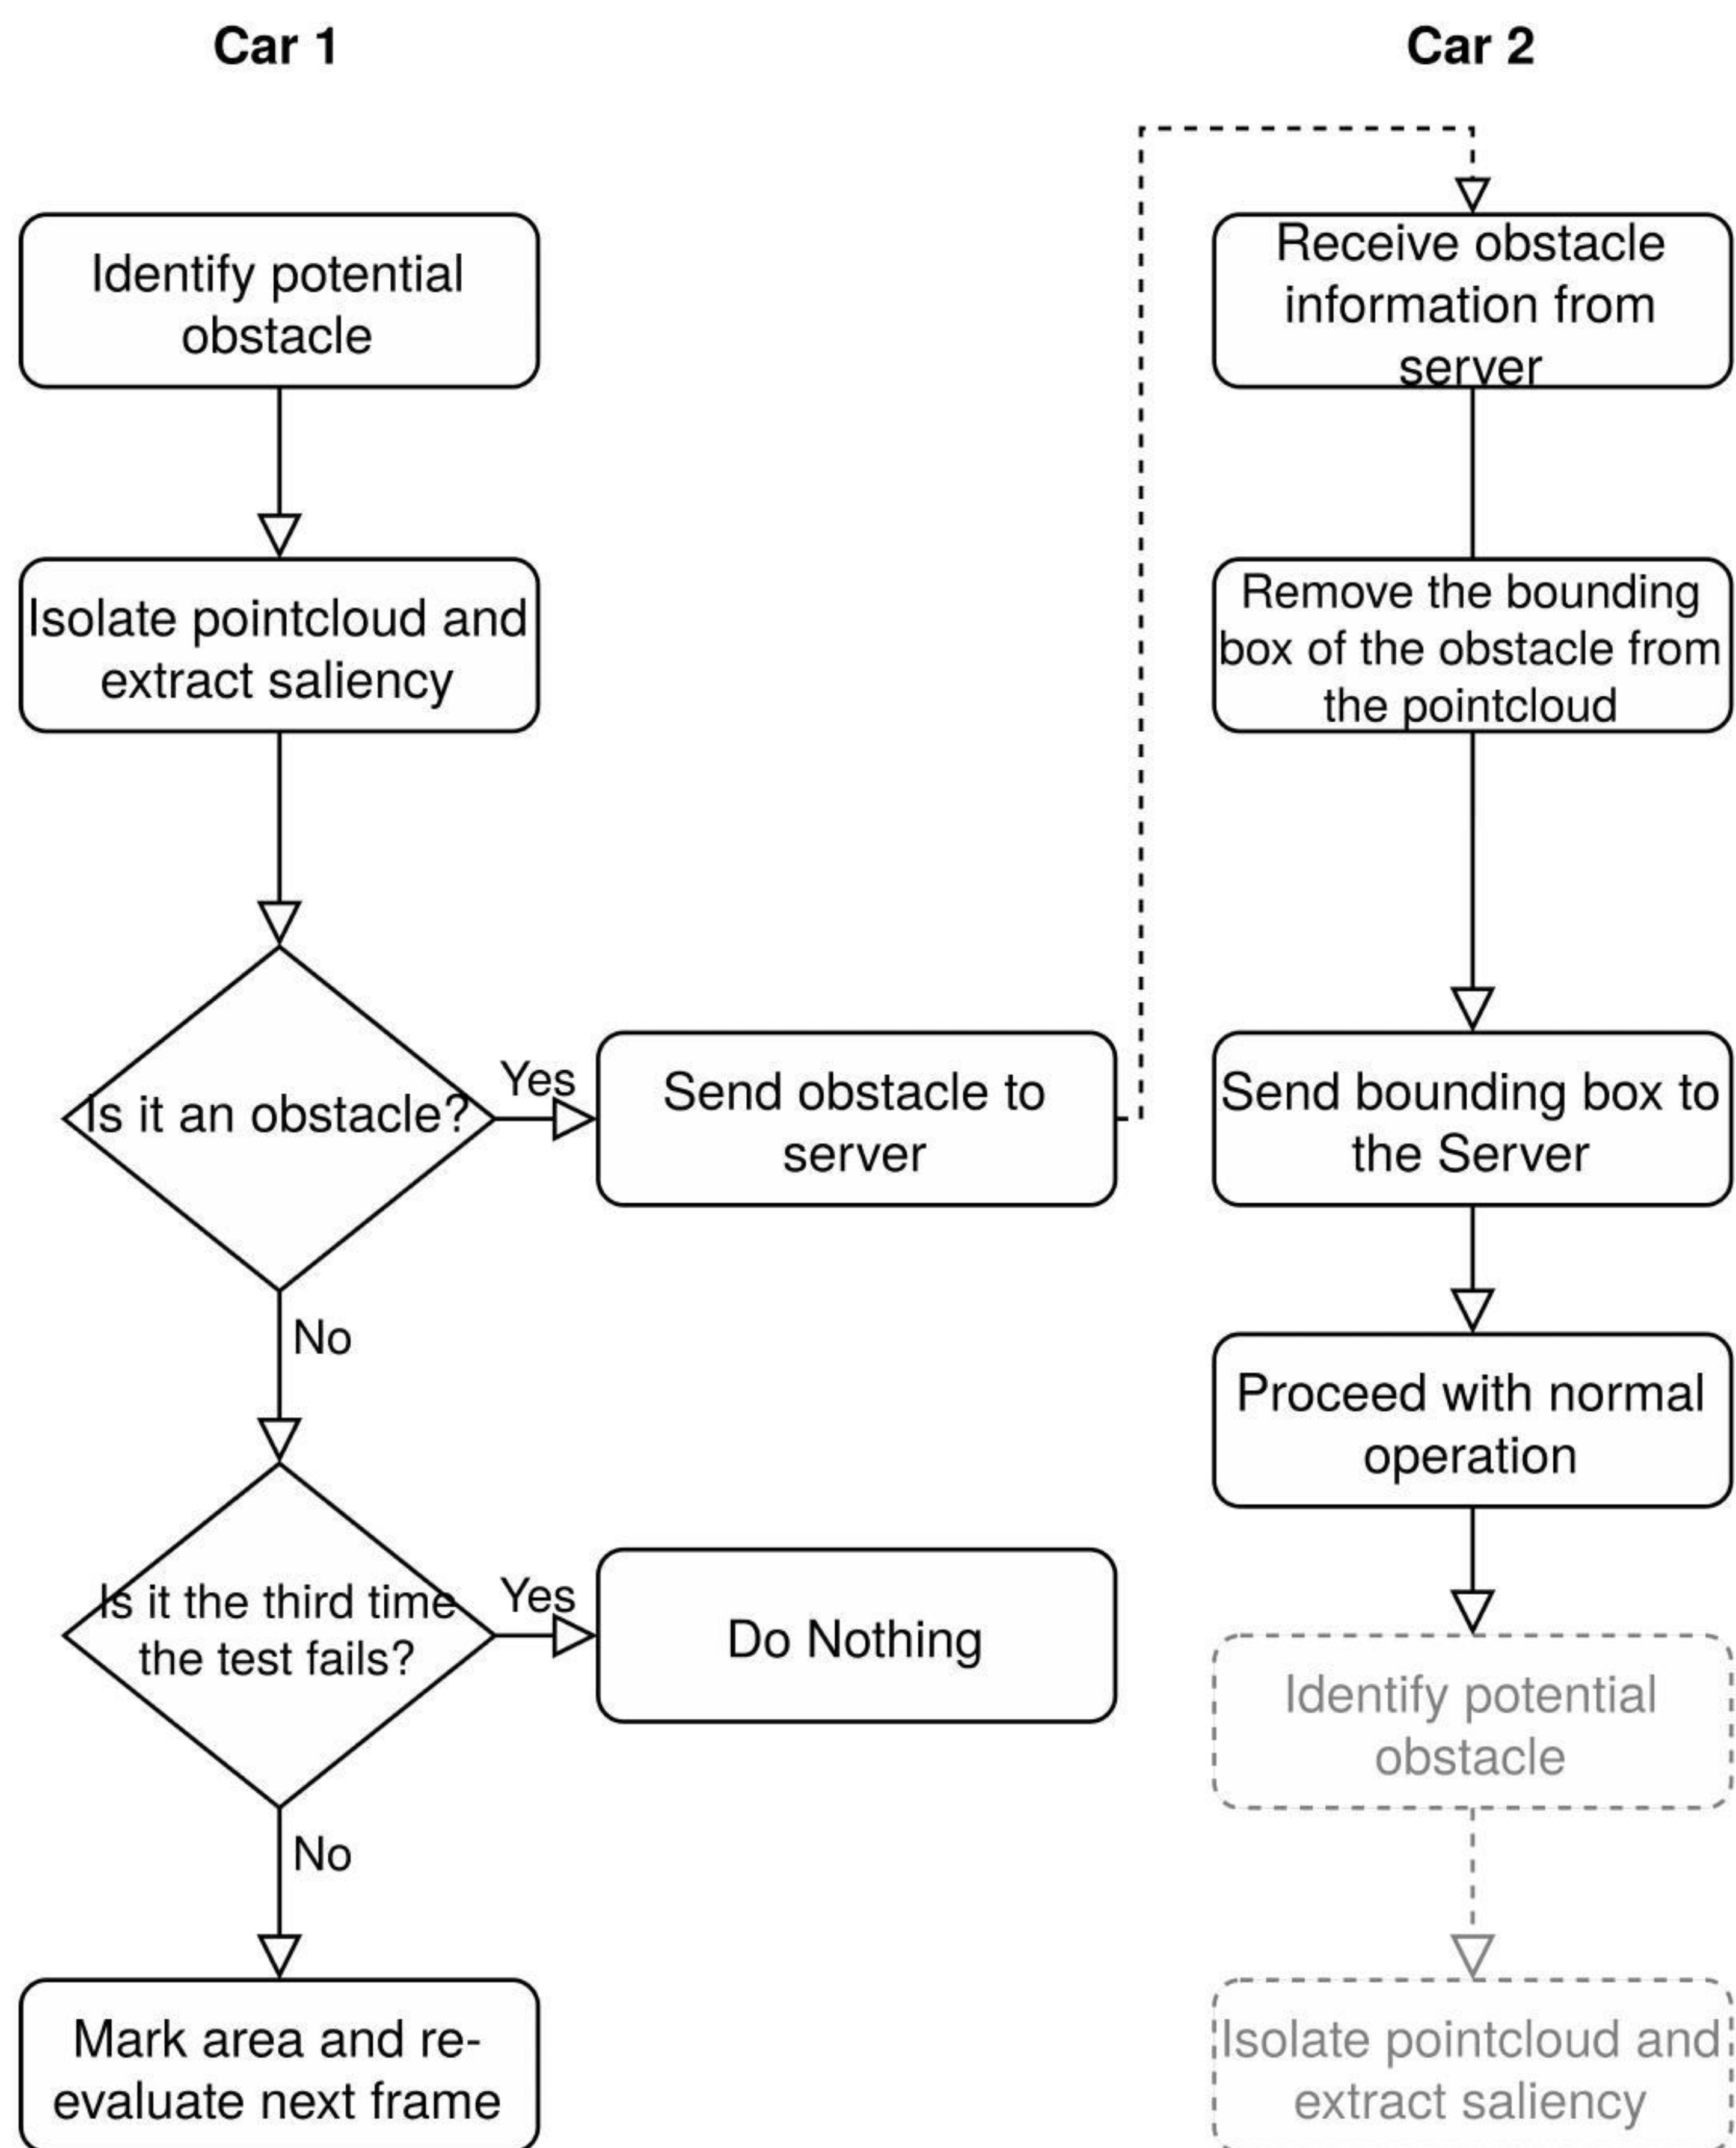 Car 1
Identify potential
obstacle
Isolate pointcloud and
extract saliency
Is it an obstacle?
Yes
Send obstacle to
server
No
Is it the third time
the test fails?
Yes
Do Nothing
No
Mark area and re-
evaluate next frame
Car 2
Receive obstacle
information from
server
Remove the bounding
box of the obstacle from
the pointcloud
Send bounding box to
the Server
Proceed with normal
operation
Identify potential
obstacle
Isolate pointcloud and
extract saliency